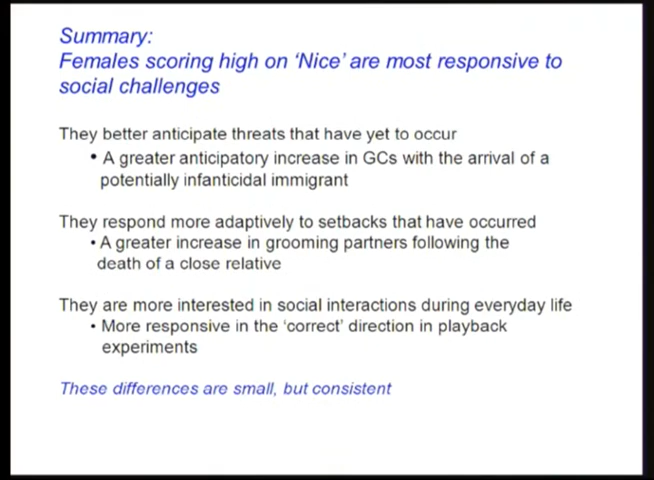 Summary:
Females scoring high on 'Nice' are most responsive to
social challenges
They better anticipate threats that have yet to occur
• A greater anticipatory increase in GCs with the arrival of a
potentially infanticidal immigrant
They respond more adaptively to setbacks that have occurred
• A greater increase in grooming partners following the
death of a close relative
They are more interested in social interactions during everyday life
• More responsive in the 'correct' direction in playback
experiments
These differences are small, but consistent